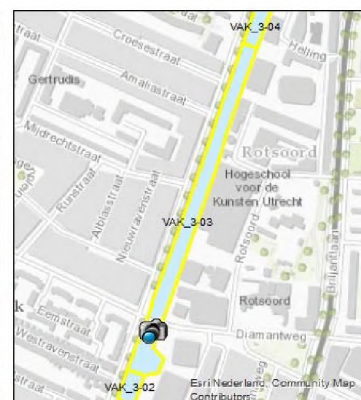 VAK_3-04
Croesestraat
Helling
Gertrudis
Amaliastraat
Mijdrechtstraat
Rotsoord
Hogeschool
voor de
Kunsten Utrecht
Runstraat
Alblasstraat
Nieuwravenstraat
VAK_3-03
Rotsoord
Briljantlaan
Rotsoord
Eemstraat
Diamantweg
Westravenstraat
VAK_3-02
Esri Nederland, Community Map
Contributors